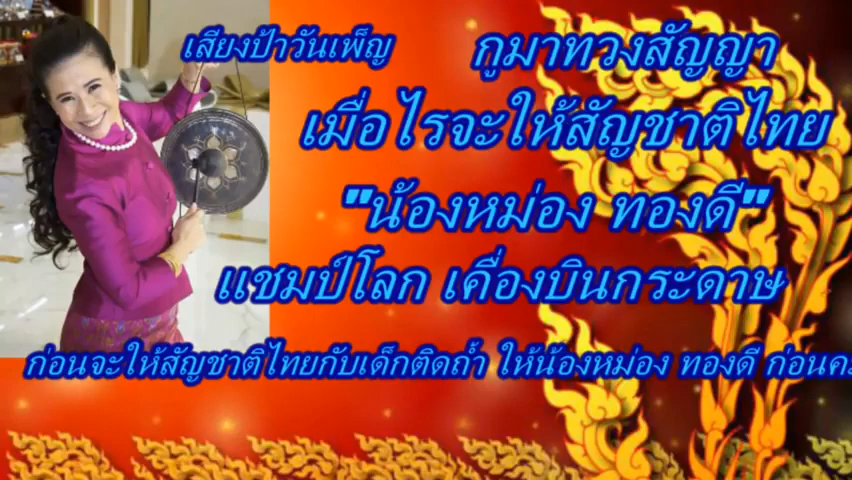 เสียงป้าวันเพ็ญ
กูมาทวงสัญญา
เมื่อไรจะให้สัญชาติไทย
"น้องหม่อง ทองดี"
แชมป์โลก เครื่องบินกระดาษ
ก่อนจะให้สัญชาติไทยกับเด็กติดถ้ำ ให้น้องหม่อง ทองดี ก่อน